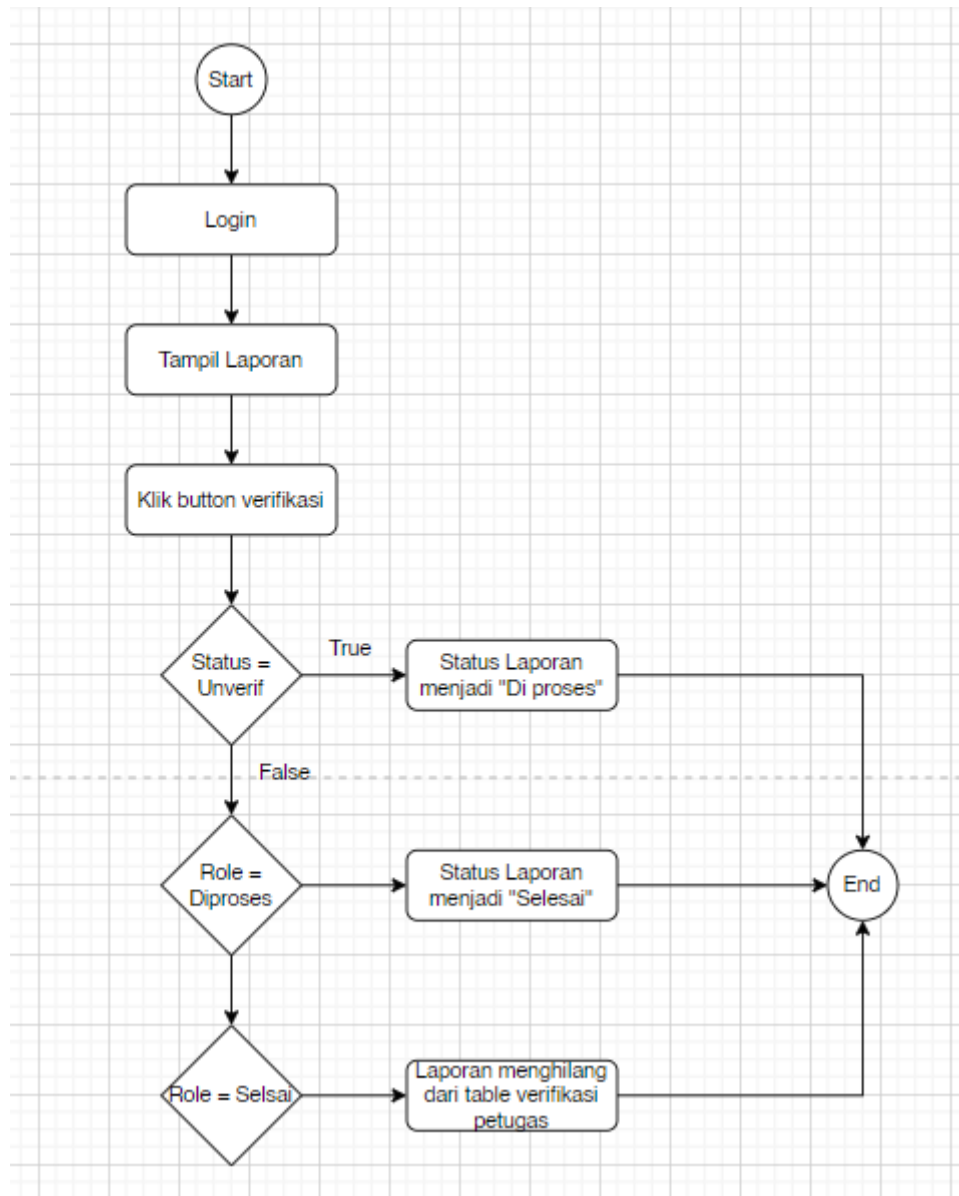 Start
Login
Tampil Laporan
Klik button verifikasi
Status =
Unverif
True
Status Laporan
menjadi "Di proses"
False
Role =
Diproses
Status Laporan
menjadi "Selesai"
End
Role = Selsai
Laporan menghilang
dari table verifikasi
petugas